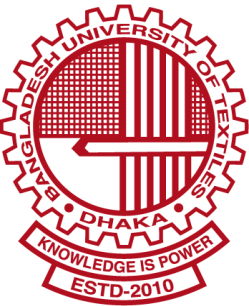 BANGLADESH UNIVERSITY OF TEXTILES
• DHAKA •
KNOWLEDGE IS POWER
ESTD-2010